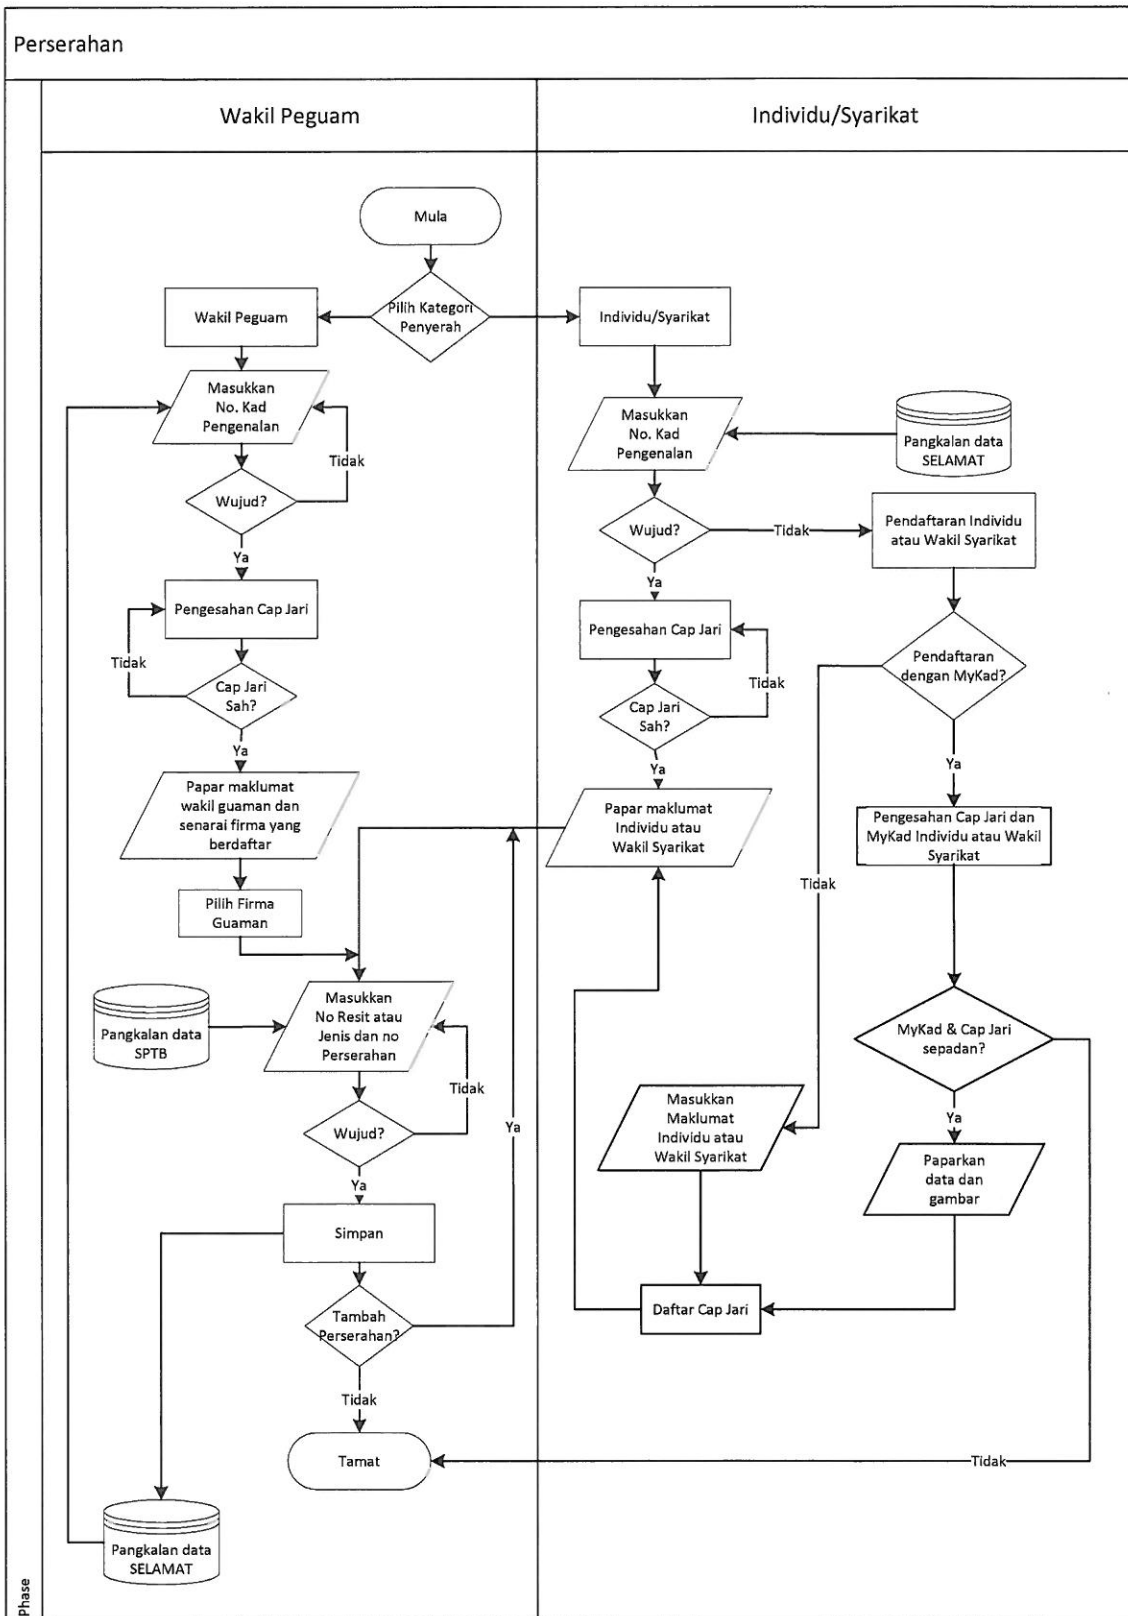 Perserahan
Wakil Peguam
Individu/Syarikat
Mula
Pilih Kategori
Penyerah
Wakil Peguam
Individu/Syarikat
Masukkan
No. Kad
Pengenalan
Tidak
Wujud?
Ya
Pengesahan Cap Jari
Tidak
Cap Jari
Sah?
Ya
Papar maklumat
wakil guaman dan
senarai firma yang
berdaftar
Pilih Firma
Guaman
Masukkan
No. Kad
Pengenalan
Pangkalan data
SELAMAT
Wujud?
Tidak
Pendaftaran Individu
atau Wakil Syarikat
Ya
Pengesahan Cap Jari
Tidak
Cap Jari
Sah?
Ya
Papar maklumat
Individu atau
Wakil Syarikat
Pendaftaran
dengan MyKad?
Ya
Tidak
Pengesahan Cap Jari dan
MyKad Individu atau Wakil
Syarikat
MyKad & Cap Jari
sepadan?
Ya
Paparkan
data dan
gambar
Masukkan
Maklumat
Individu atau
Wakil Syarikat
Daftar Cap Jari
Tidak
Pangkalan data
SPTB
Masukkan
No Resit atau
Jenis dan no
Perserahan
Tidak
Wujud?
Ya
Simpan
Tambah
Perserahan?
Ya
Tidak
Tamat
Pangkalan data
SELAMAT
Phase